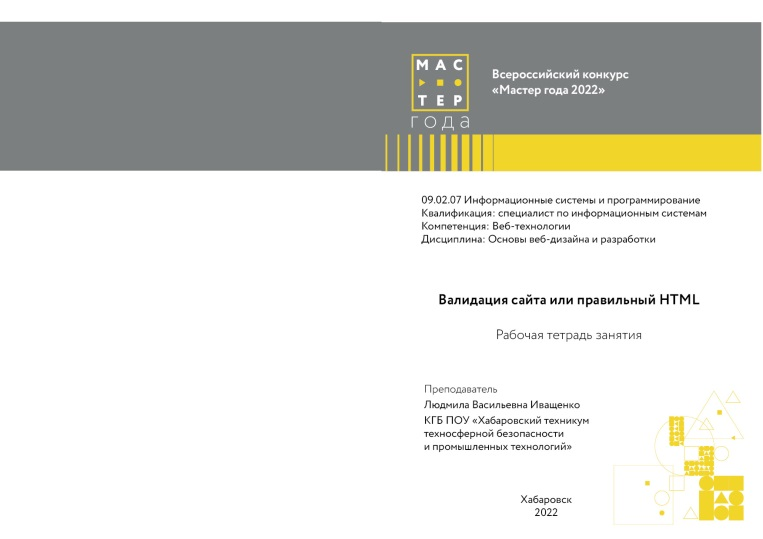 МАС
ТЕР
года
Всероссийский конкурс
«Мастер года 2022»
09.02.07 Информационные системы и программирование
Квалификация: специалист по информационным системам
Компетенция: Веб-технологии
Дисциплина: Основы веб-дизайна и разработки
Валидация сайта или правильный HTML
Рабочая тетрадь занятия
Преподаватель
Людмила Васильевна Иващенко
КГБ ПОУ «Хабаровский техникум
техносферной безопасности
и промышленных технологий»
Хабаровск
2022